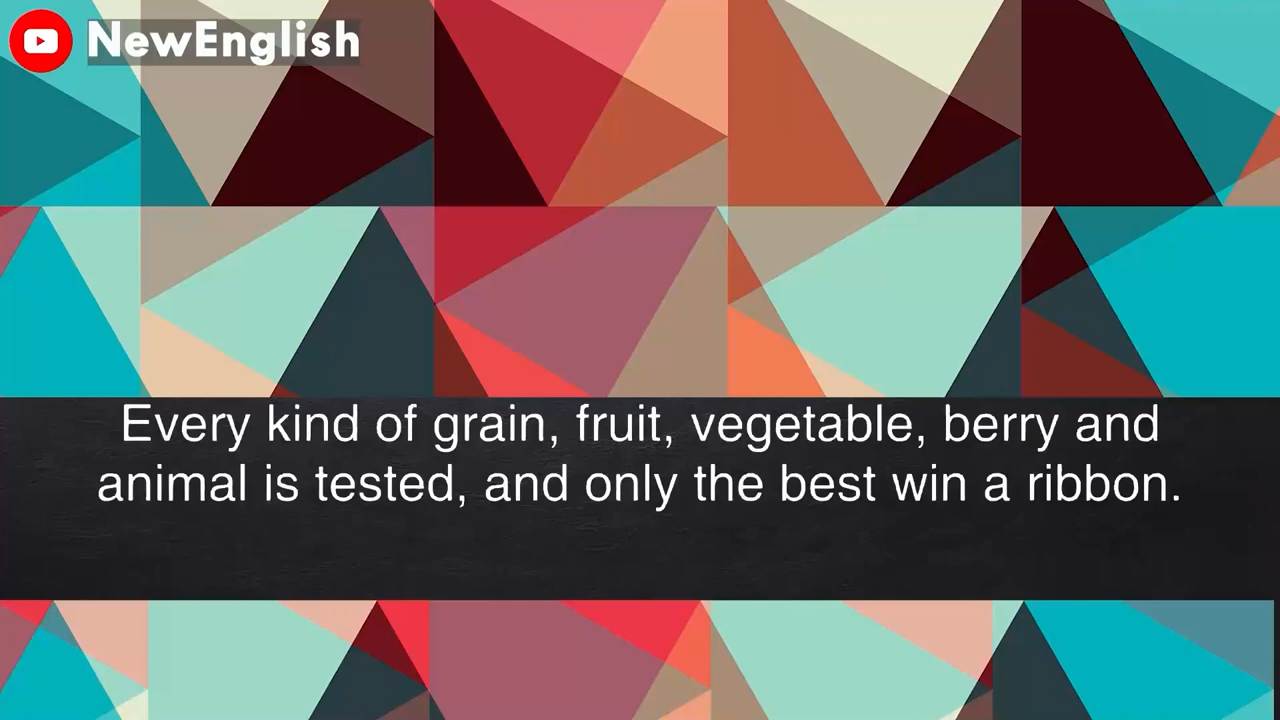 NewEnglish
Every kind of grain, fruit, vegetable, berry and
animal is tested, and only the best win a ribbon.